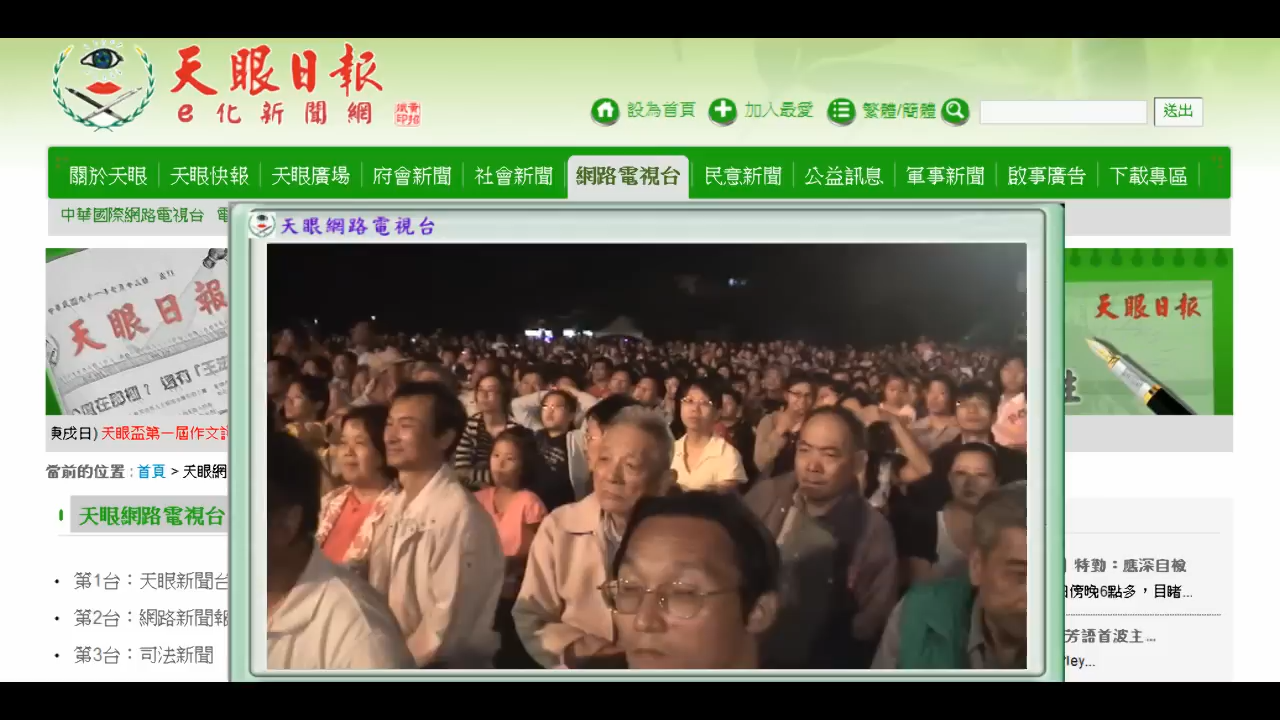 天眼日報
e化新聞網
設為首頁 加入最愛 繁體/簡體 送出
關於天眼 天眼快報 天眼廣場 府會新聞 社會新聞 網路電視台 民意新聞 公益訊息 軍事新聞 啟事廣告 下載專區
中華國際網路電視台
天眼網路電視台
天眼日報
天眼日報
庚戌日) 天眼盃第一屆作文
當前的位置 : 首頁 > 天眼網
天眼網路電視台
第1台：天眼新聞台
第2台：網路新聞報
第3台：司法新聞
特勤：應深自檢
傍晚6點多，目睹...
芳語首波主...
ley...